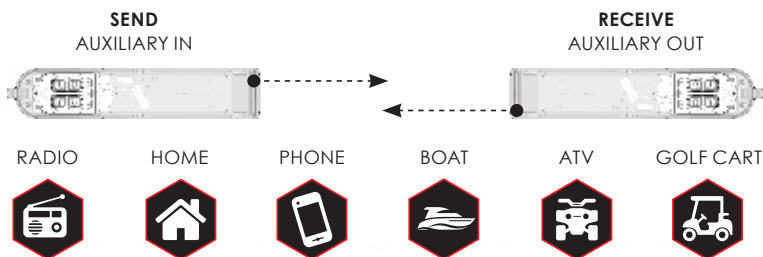 SEND
AUXILIARY IN
RECEIVE
AUXILIARY OUT
RADIO
HOME
PHONE
BOAT
ATV
GOLF CART